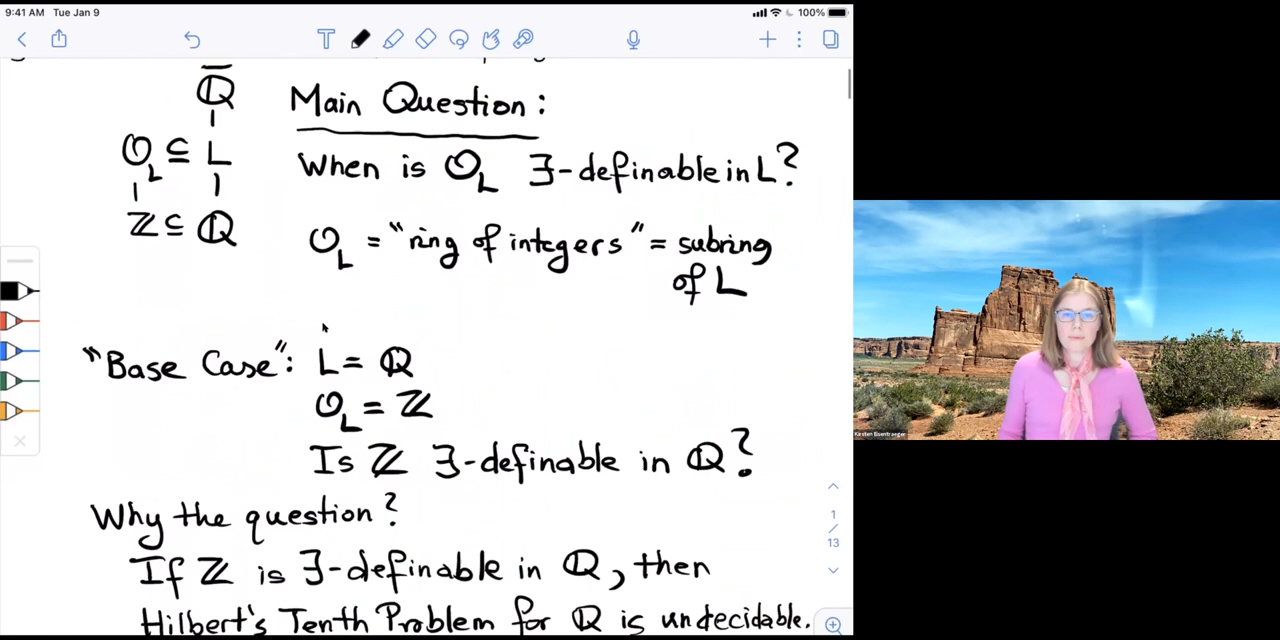 9:41 AM Tue Jan 9
100%
ℚ̅
Main Question:
𝒪_L ⊆ L
When is 𝒪_L ∃-definable in L?
ℤ ⊆ ℚ
𝒪_L = "ring of integers" = subring
of L
"Base Case": L = ℚ
𝒪_L = ℤ
Is ℤ ∃-definable in ℚ?
Why the question?
If ℤ is ∃-definable in ℚ, then
Hilbert's Tenth Problem for ℚ is undecidable.
1
/
13
Kirsten Eisentraeger